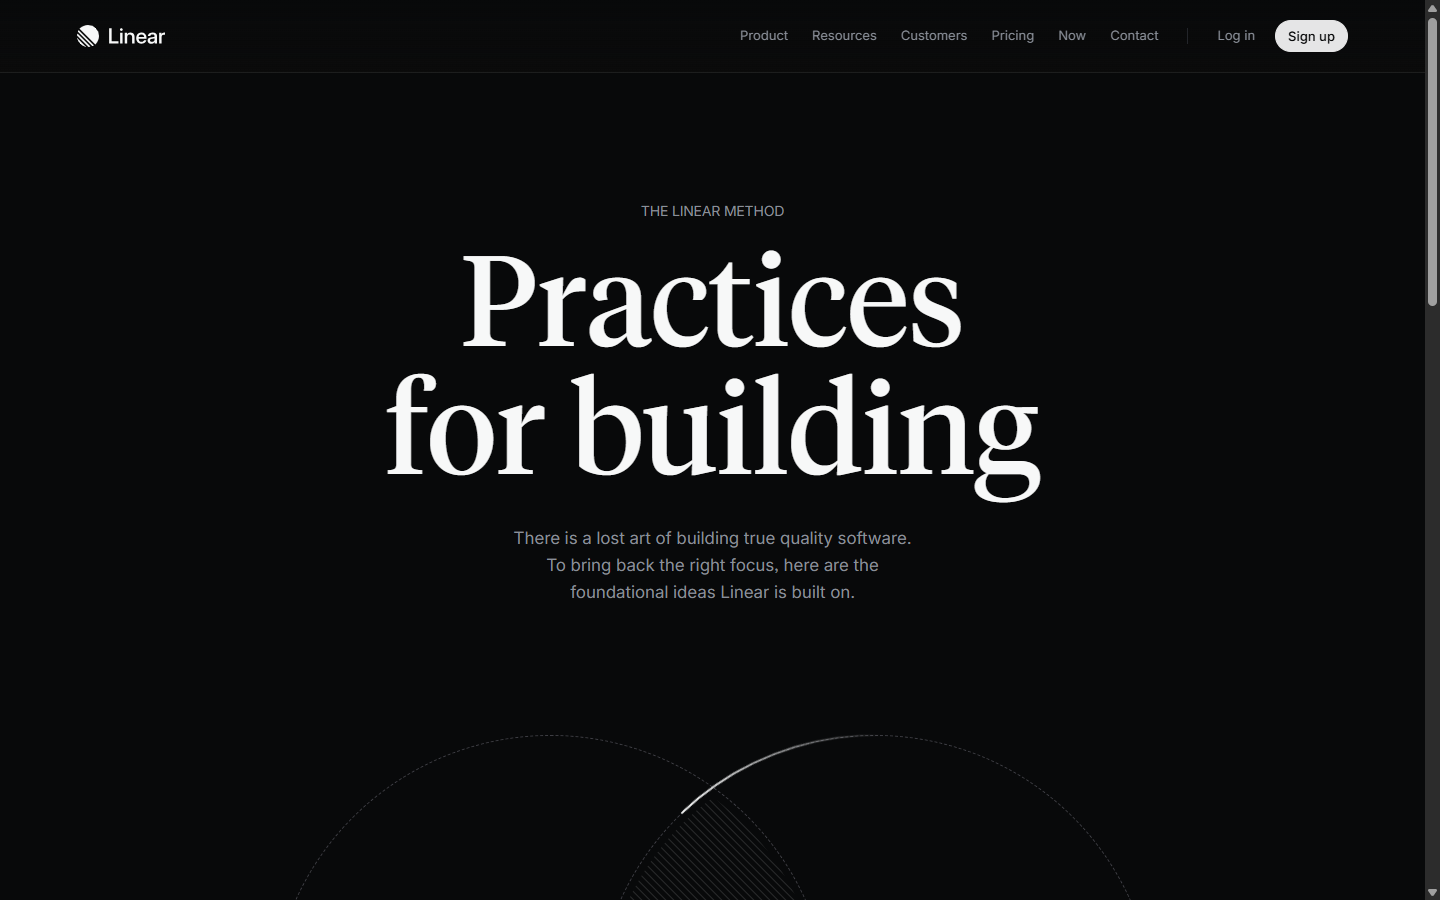 Linear
Product Resources Customers Pricing Now Contact Log in Sign up
THE LINEAR METHOD
Practices
for building
There is a lost art of building true quality software.
To bring back the right focus, here are the
foundational ideas Linear is built on.